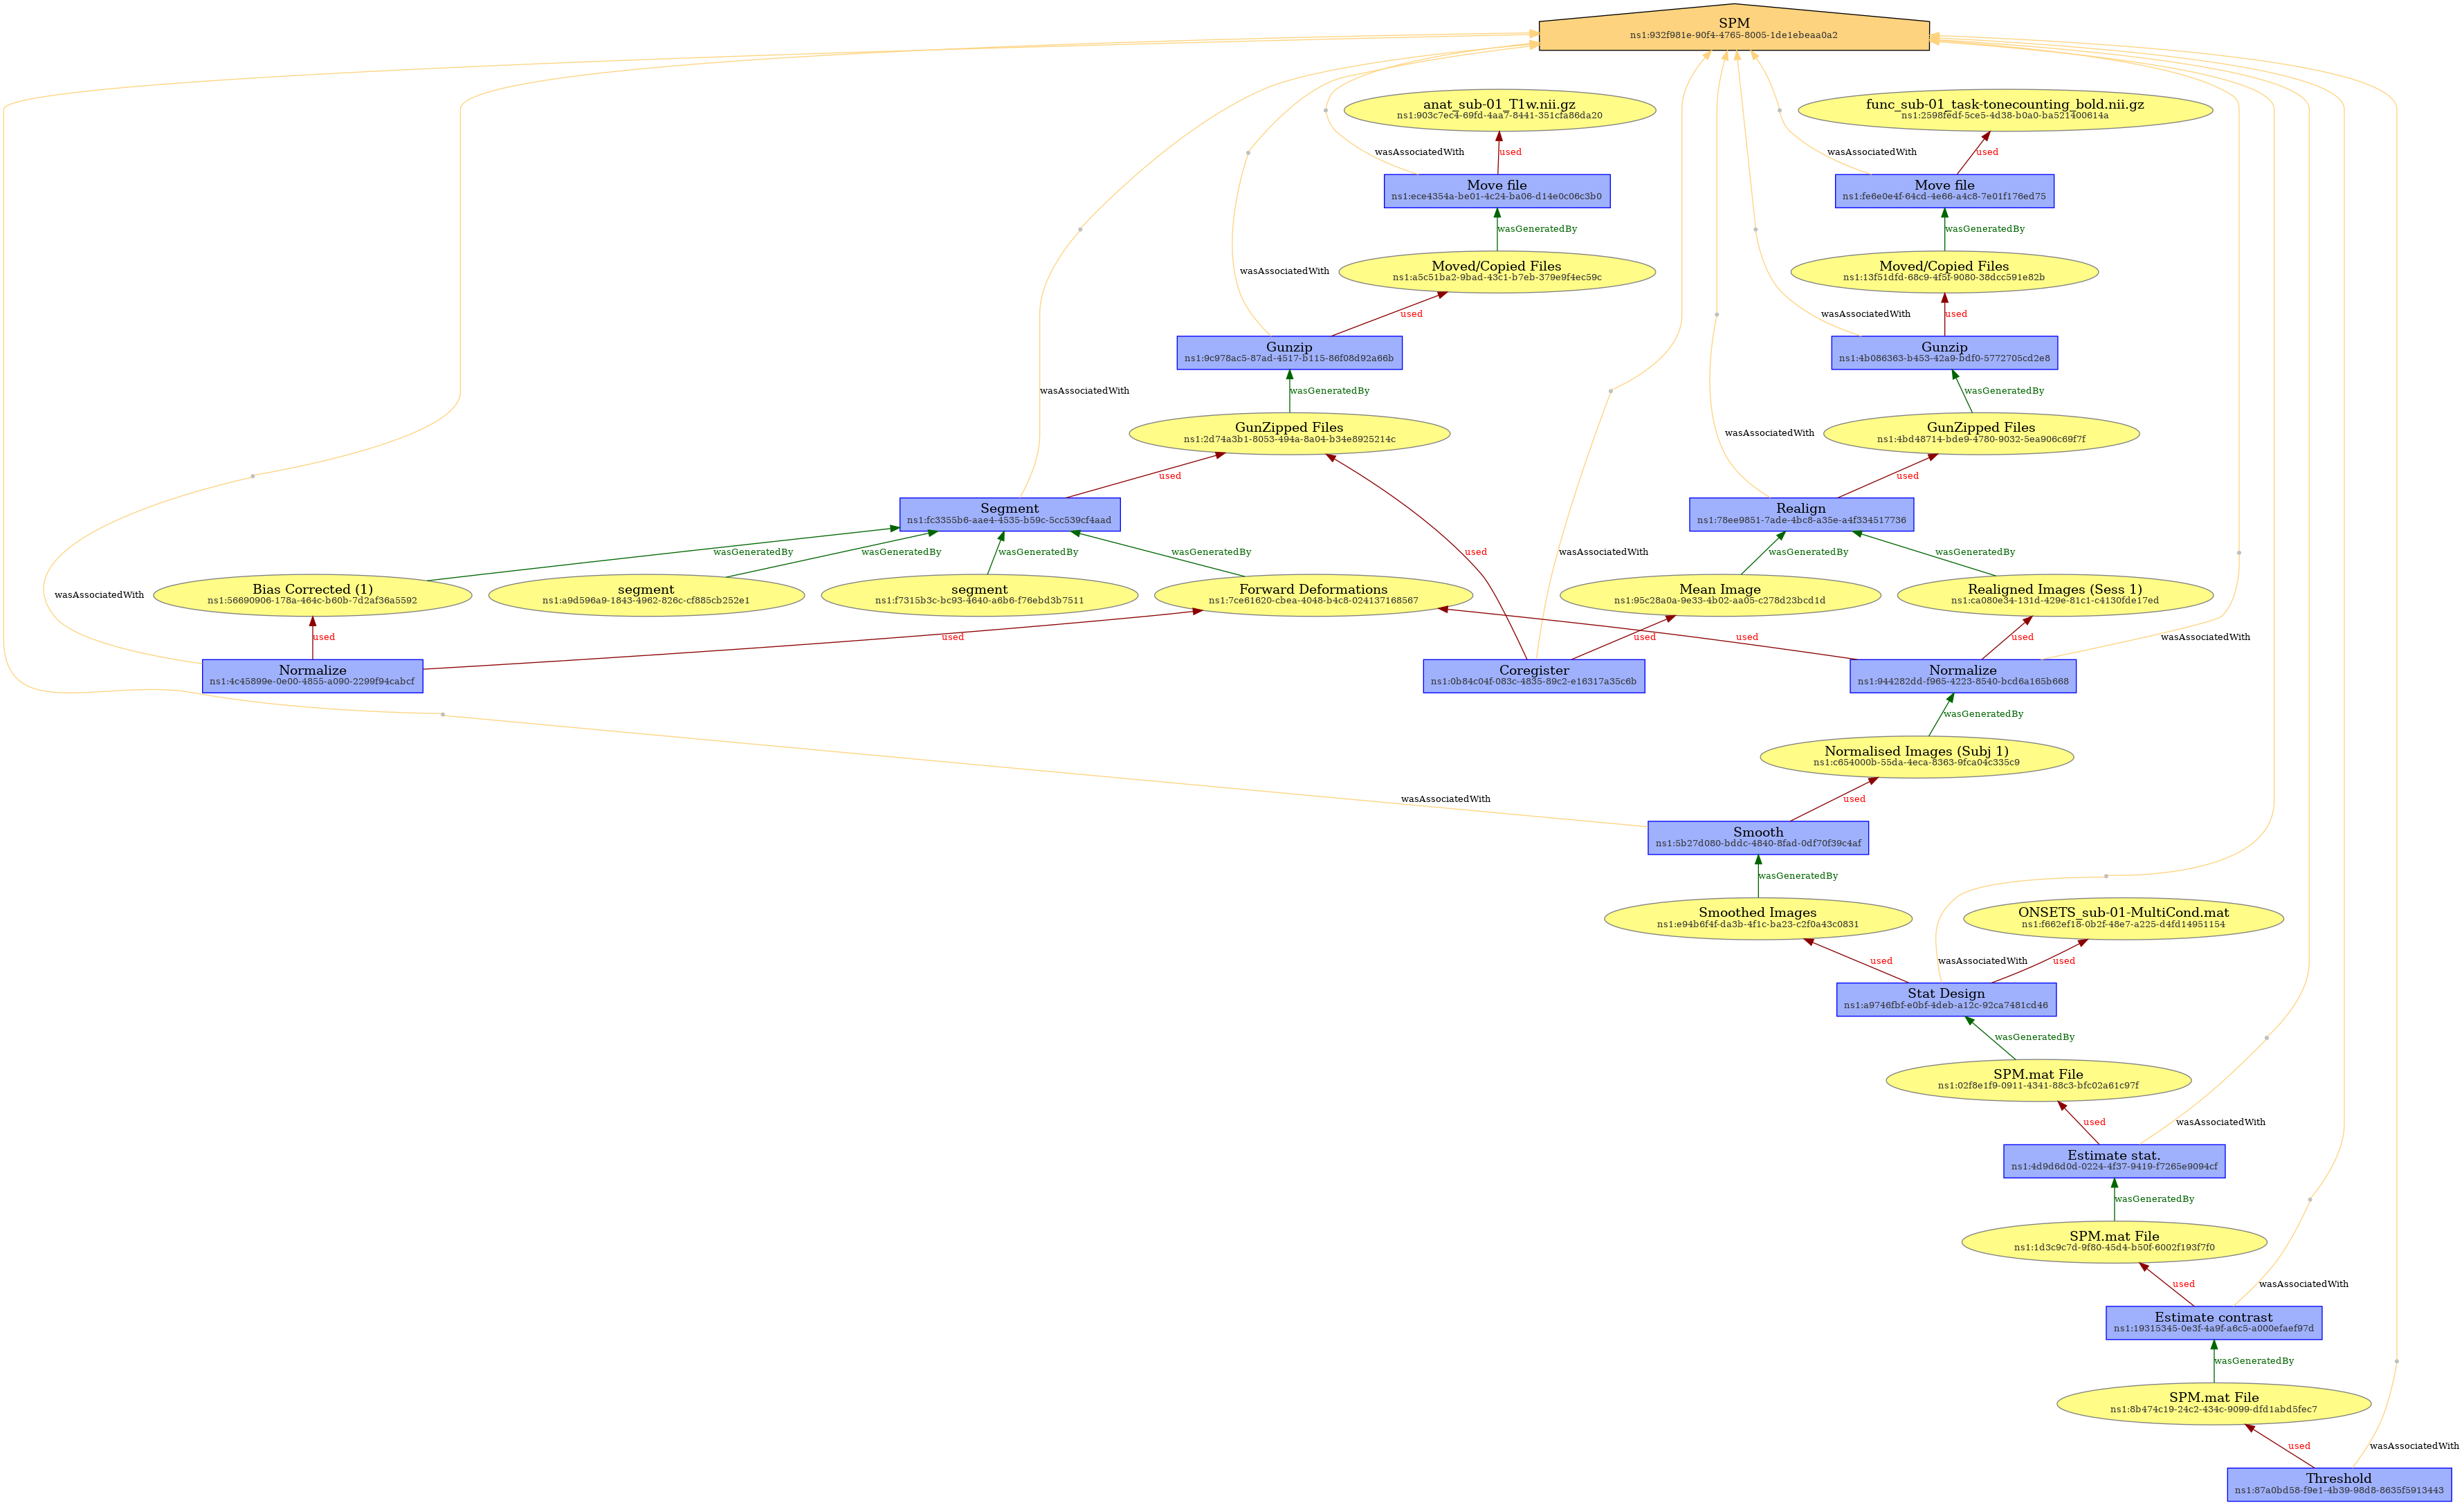 SPM
ns1:932f981e-90f4-4765-8005-1de1ebeaa0a2
anat_sub-01_T1w.nii.gz
ns1:903c7ec4-69fd-4aa7-8441-351cfa86da20
func_sub-01_task-tonecounting_bold.nii.gz
ns1:2598fedf-5ce5-4d38-b0a0-ba521400614a
wasAssociatedWith
used
wasAssociatedWith
used
Move file
ns1:ece4354a-be01-4c24-ba06-d14e0c06c3b0
Move file
ns1:fe6e0e4f-64cd-4e66-a4c8-7e01f176ed75
wasGeneratedBy
wasGeneratedBy
wasAssociatedWith
Moved/Copied Files
ns1:a5c51ba2-9bad-43c1-b7eb-379e9f4ec59c
Moved/Copied Files
ns1:13f51dfd-68c9-4f5f-9080-38dcc591e82b
used
wasAssociatedWith
used
Gunzip
ns1:9c978ac5-87ad-4517-b115-86f08d92a66b
Gunzip
ns1:4b086363-b453-42a9-bdf0-5772705cd2e8
wasAssociatedWith
wasGeneratedBy
wasGeneratedBy
GunZipped Files
ns1:2d74a3b1-8053-494a-8a04-b34e8925214c
wasAssociatedWith
GunZipped Files
ns1:4bd48714-bde9-4780-9032-5ea906c69f7f
used
used
Segment
ns1:fc3355b6-aae4-4535-b59c-5cc539cf4aad
Realign
ns1:78ee9851-7ade-4bc8-a35e-a4f334517736
wasGeneratedBy
wasGeneratedBy
wasGeneratedBy
wasGeneratedBy
used
wasAssociatedWith
wasGeneratedBy
wasGeneratedBy
wasAssociatedWith
Bias Corrected (1)
ns1:56690906-178a-464c-b60b-7d2af36a5592
segment
ns1:a9d596a9-1843-4962-826c-cf885cb252e1
segment
ns1:f7315b3c-bc93-4640-a6b6-f76ebd3b7511
Forward Deformations
ns1:7ce61620-cbea-4048-b4c8-024137168567
Mean Image
ns1:95c28a0a-9e33-4b02-aa05-c278d23bcd1d
Realigned Images (Sess 1)
ns1:ca080e34-131d-429e-81c1-c4130fde17ed
used
used
used
used
used
wasAssociatedWith
Normalize
ns1:4c45899e-0e00-4855-a090-2299f94cabcf
Coregister
ns1:0b84c04f-083c-4835-89c2-e16317a35c6b
Normalize
ns1:944282dd-f965-4223-8540-bcd6a165b668
wasGeneratedBy
Normalised Images (Subj 1)
ns1:c654000b-55da-4eca-8363-9fca04c335c9
wasAssociatedWith
used
Smooth
ns1:5b27d080-bddc-4840-8fad-0df70f39c4af
wasGeneratedBy
Smoothed Images
ns1:e94b6f4f-da3b-4f1c-ba23-c2f0a43c0831
ONSETS_sub-01-MultiCond.mat
ns1:f662ef18-0b2f-48e7-a225-d4fd14951154
used
wasAssociatedWith
used
Stat Design
ns1:a9746fbf-e0bf-4deb-a12c-92ca7481cd46
wasGeneratedBy
SPM.mat File
ns1:02f8e1f9-0911-4341-88c3-bfc02a61c97f
used
wasAssociatedWith
Estimate stat.
ns1:4d9d6d0d-0224-4f37-9419-f7265e9094cf
wasGeneratedBy
SPM.mat File
ns1:1d3c9c7d-9f80-45d4-b50f-6002f193f7f0
used
wasAssociatedWith
Estimate contrast
ns1:19315345-0e3f-4a9f-a6c5-a000efaef97d
wasGeneratedBy
SPM.mat File
ns1:8b474c19-24c2-434c-9099-dfd1abd5fec7
used
wasAssociatedWith
Threshold
ns1:87a0bd58-f9e1-4b39-98d8-8635f5913443